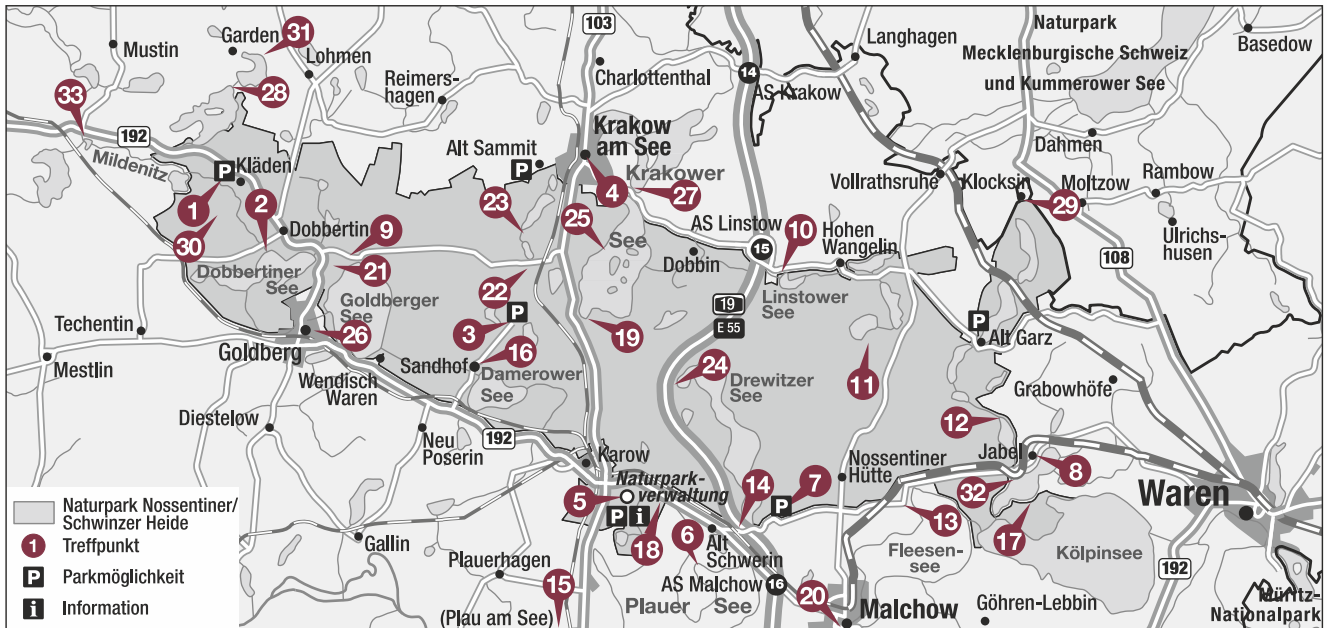 103
Naturpark
Mecklenburgische Schweiz
und Kummerower See
Basedow
Mustin
Garden
31
Lohmen
Langhagen
Reimers-
hagen
Charlottenthal
14
AS Krakow
33
28
192
Mildenitz
P
Kläden
Alt Sammit
P
Krakow
am See
Krakower
Dahmen
Vollrathsruhe
Klocksin
Moltzow
Rambow
1
2
23
4
27
29
30
Dobbertin
9
25
See
AS Linstow
15
10
Hohen
Wangelin
Ulrichs-
husen
Dobbertiner
See
21
Dobbin
108
22
Goldberger
See
3
P
19
E 55
Linstower
See
P
Alt Garz
Techentin
26
Goldberg
16
19
Mestlin
Sandhof
Damerower
See
24
Drewitzer
See
11
Wendisch
Waren
Grabowhöfe
Diestelow
Neu
Poserin
192
12
Jabel
8
Karow
Nossentiner
Hütte
Naturpark-
verwaltung
5
P
i
14
P
7
32
Waren
Naturpark Nossentiner/
Schwinzer Heide
1
Treffpunkt
P
Parkmöglichkeit
i
Information
Gallin
18
6
Alt
Schwerin
13
17
Fleesen-
see
Kölpinsee
Plauerhagen
15
(Plau am See)
AS Malchow
16
Plauer See
20
Malchow
Göhren-Lebbin
192
Müritz-
Nationalpark